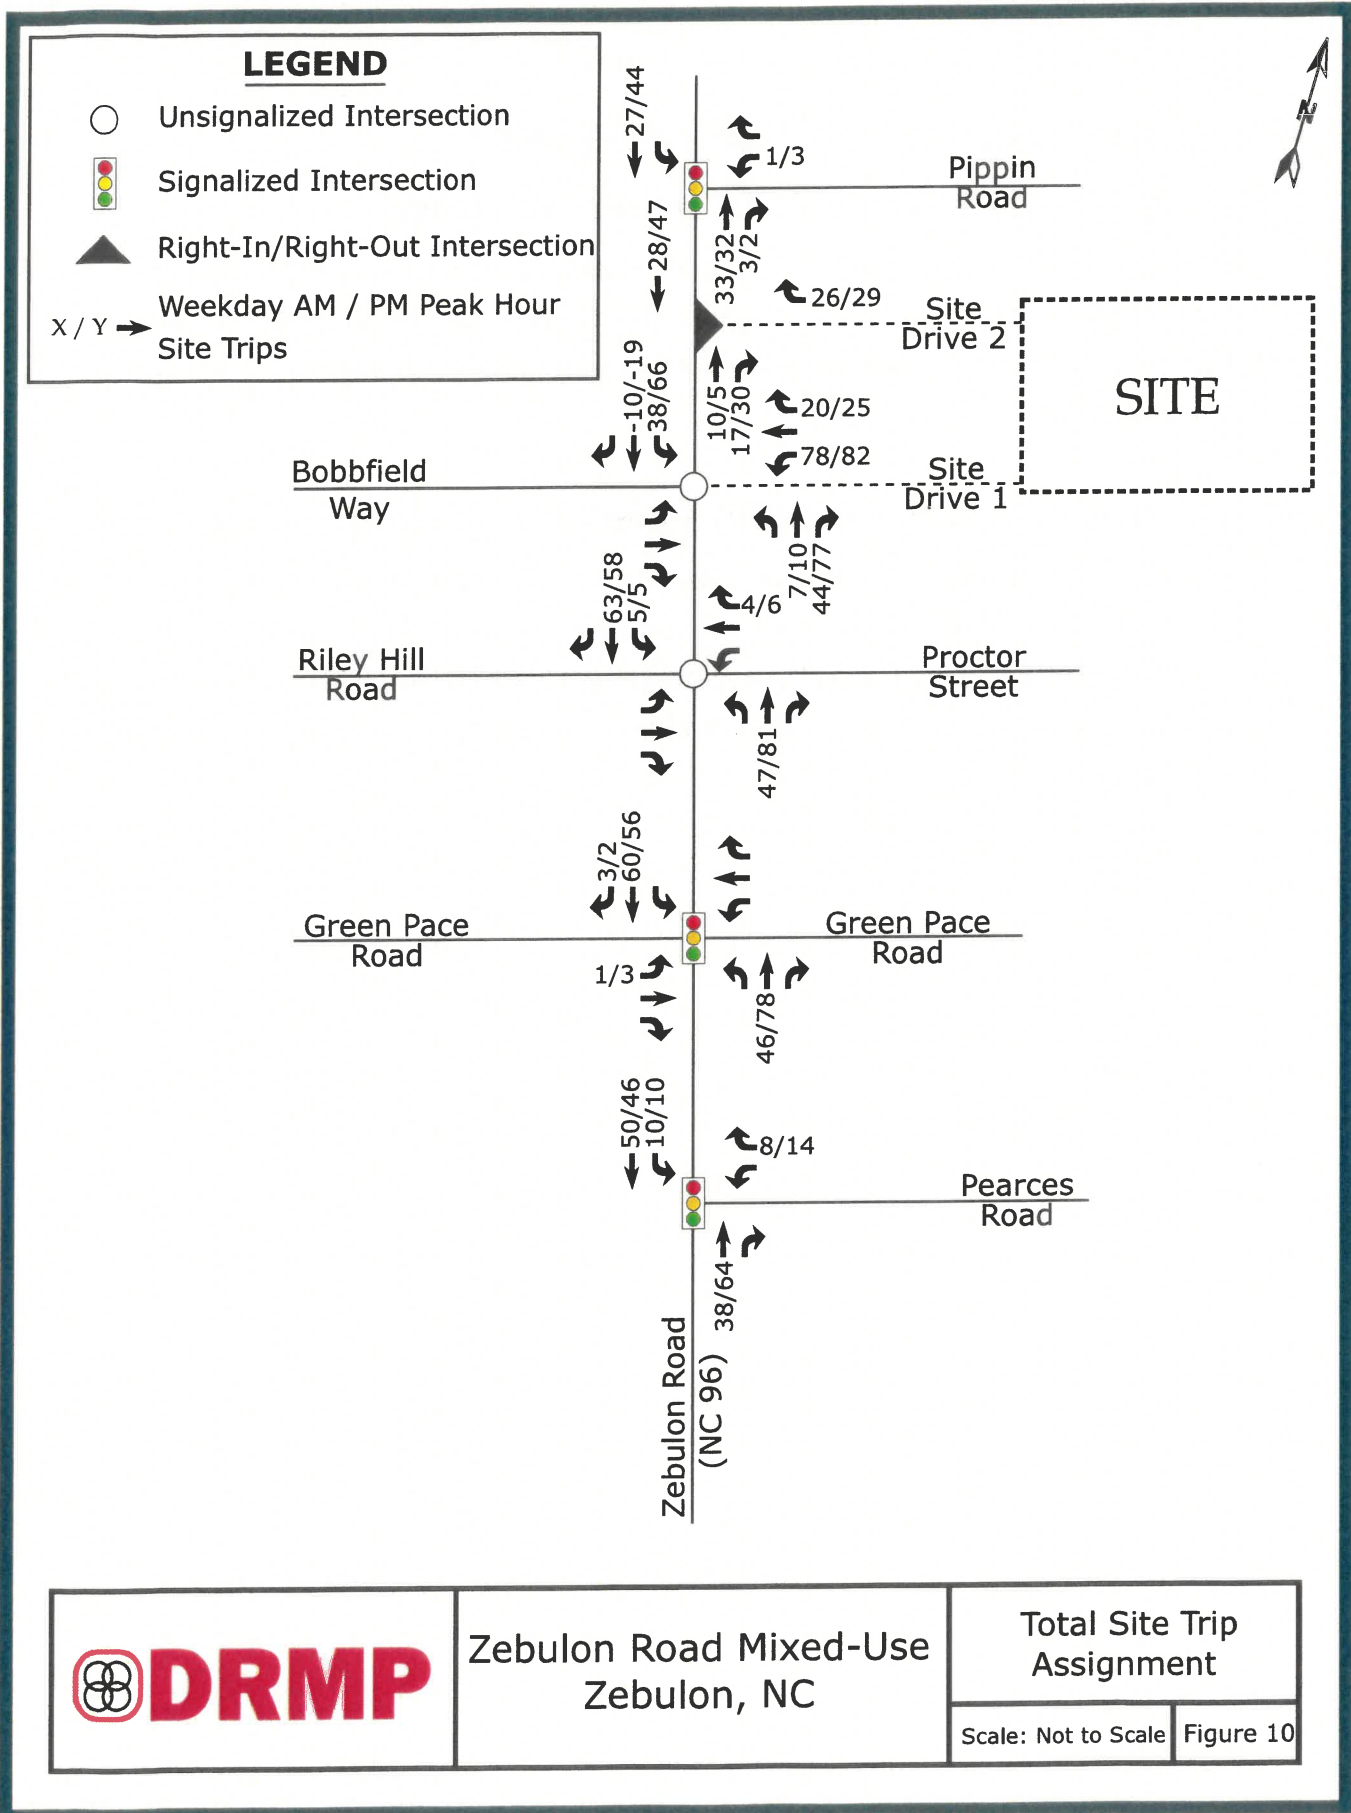 LEGEND
Unsignalized Intersection
Signalized Intersection
Right-In/Right-Out Intersection
X / Y
Weekday AM / PM Peak Hour
Site Trips
N
27/44
1/3
Pippin
Road
28/47
33/32
3/2
26/29
Site
Drive 2
SITE
-10/-19
38/66
10/5
17/30
20/25
78/82
Bobbfield
Way
Site
Drive 1
7/10
44/77
63/58
5/5
4/6
Riley Hill
Road
Proctor
Street
47/81
3/2
60/56
Green Pace
Road
Green Pace
Road
1/3
46/78
50/46
10/10
8/14
Pearces
Road
38/64
Zebulon Road
(NC 96)
DRMP
Zebulon Road Mixed-Use
Zebulon, NC
Total Site Trip
Assignment
Scale: Not to Scale
Figure 10